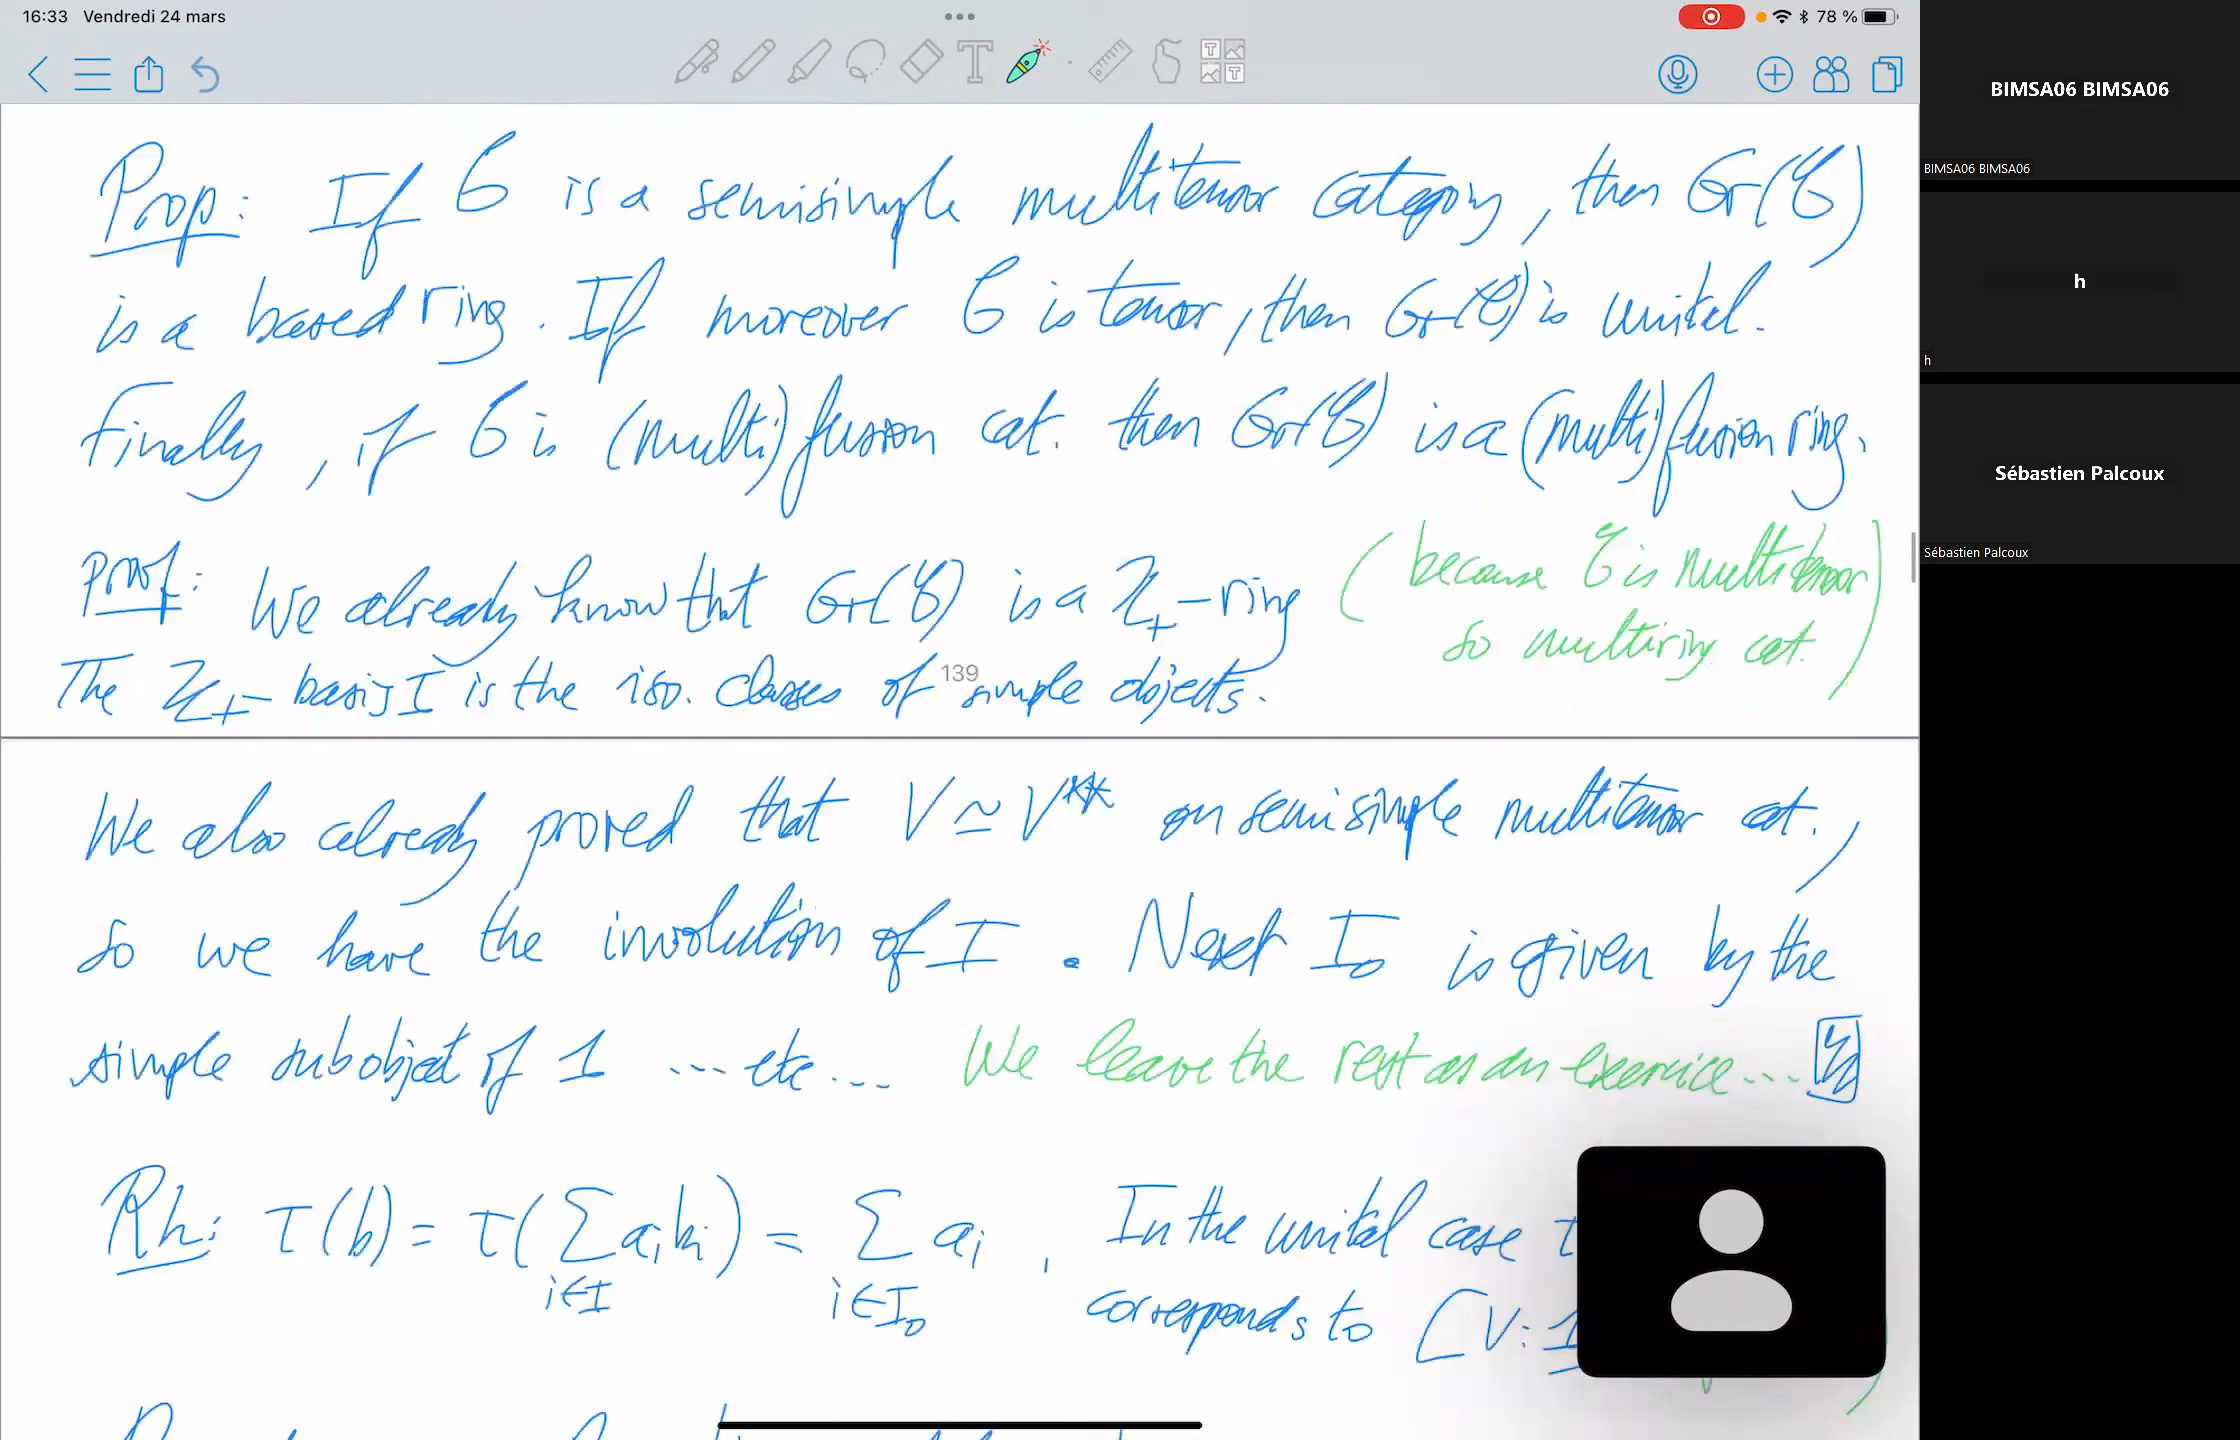 16:33 Vendredi 24 mars
78 %
Prop: If 𝒞 is a semisimple multitensor category, then Gr(𝒞)
is a based ring. If moreover 𝒞 is tensor, then Gr(𝒞) is unital.
Finally, if 𝒞 is (multi)fusion cat. then Gr(𝒞) is a (multi)fusion ring.
Proof: We already know that Gr(𝒞) is a ℤ₊-ring
(because 𝒞 is multitensor
so multiring cat.)
The ℤ₊-basis I is the iso. classes of simple objects.
139
We also already proved that V ≃ V** on semisimple multitensor cat.,
so we have the involution of I. Next I₀ is given by the
simple subobject of 1 ... etc... We leave the rest as an exercice...
Rk: τ(b) = τ(∑ aᵢbᵢ) = ∑ aᵢ, In the unital case τ
i∈I i∈I₀ corresponds to [V:1
BIMSA06 BIMSA06
BIMSA06 BIMSA06
h
h
Sébastien Palcoux
Sébastien Palcoux